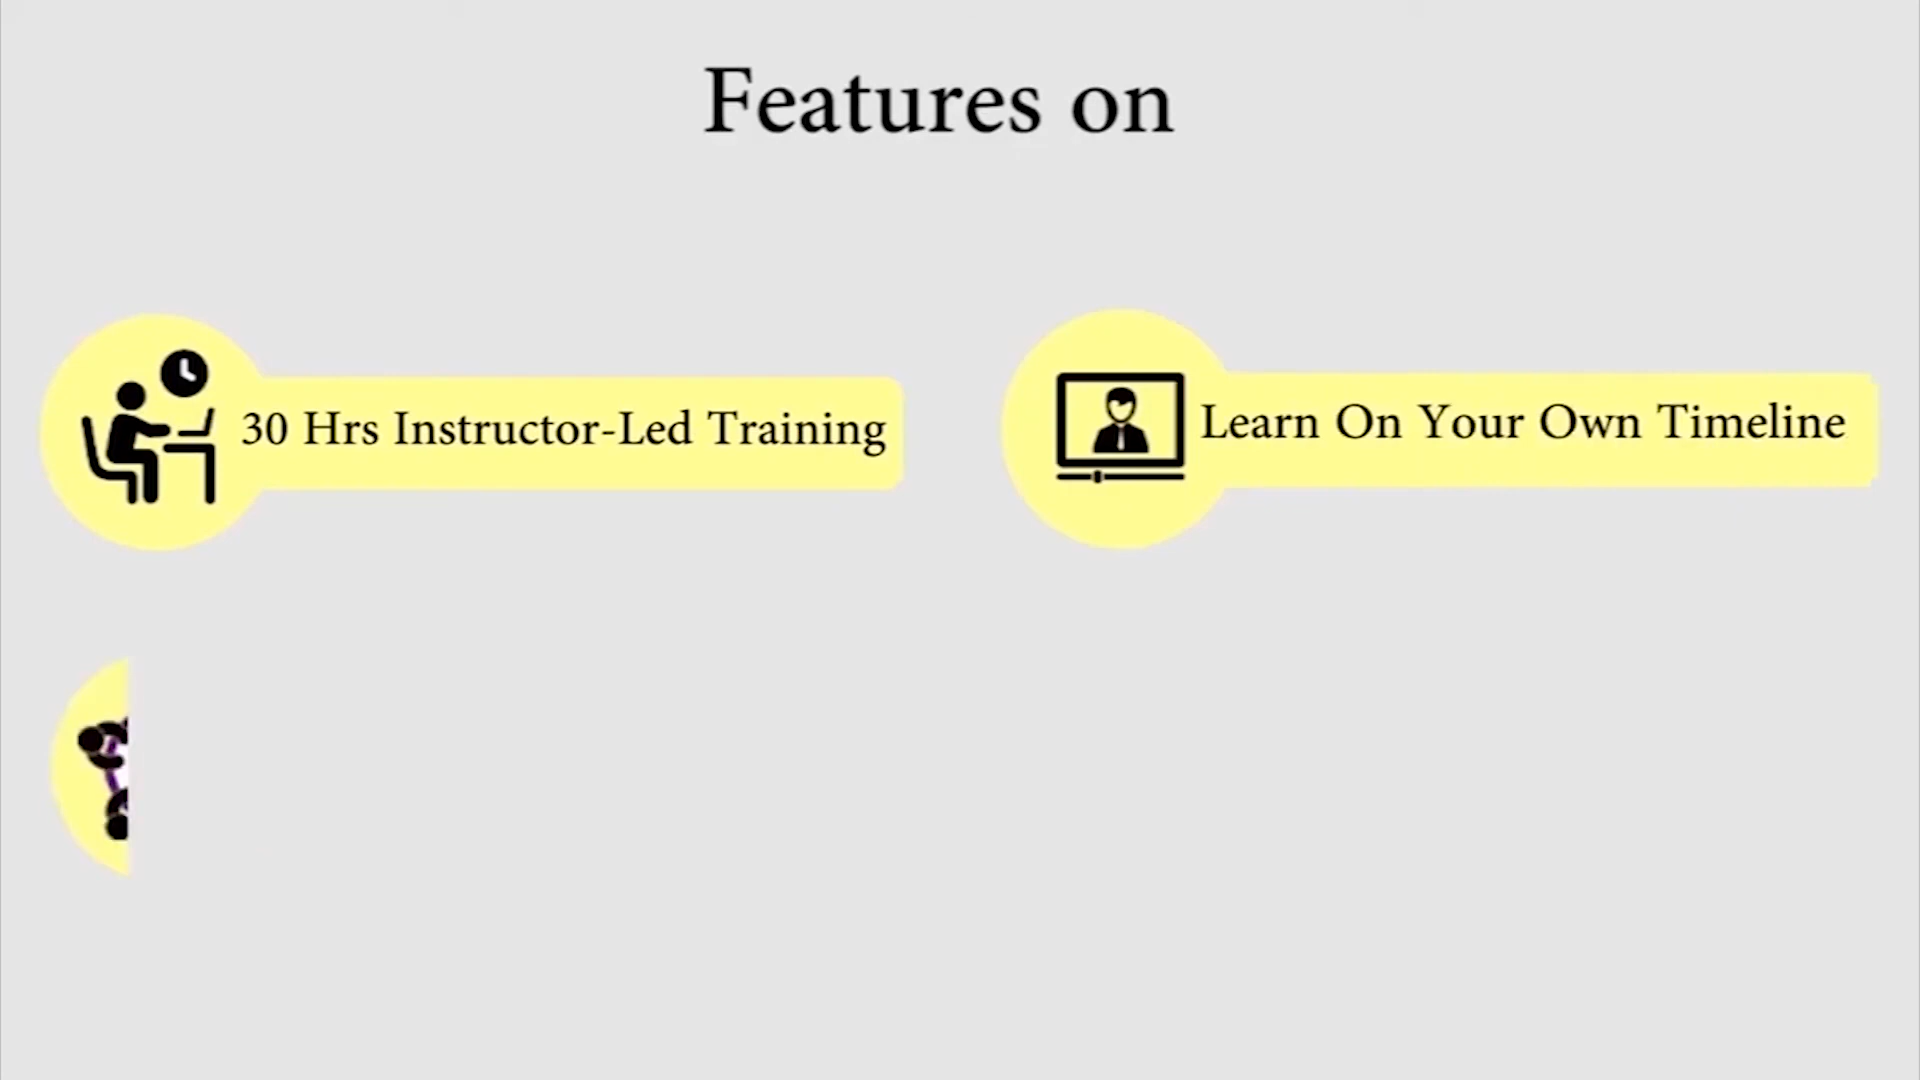 Features on
30 Hrs Instructor-Led Training
Learn On Your Own Timeline